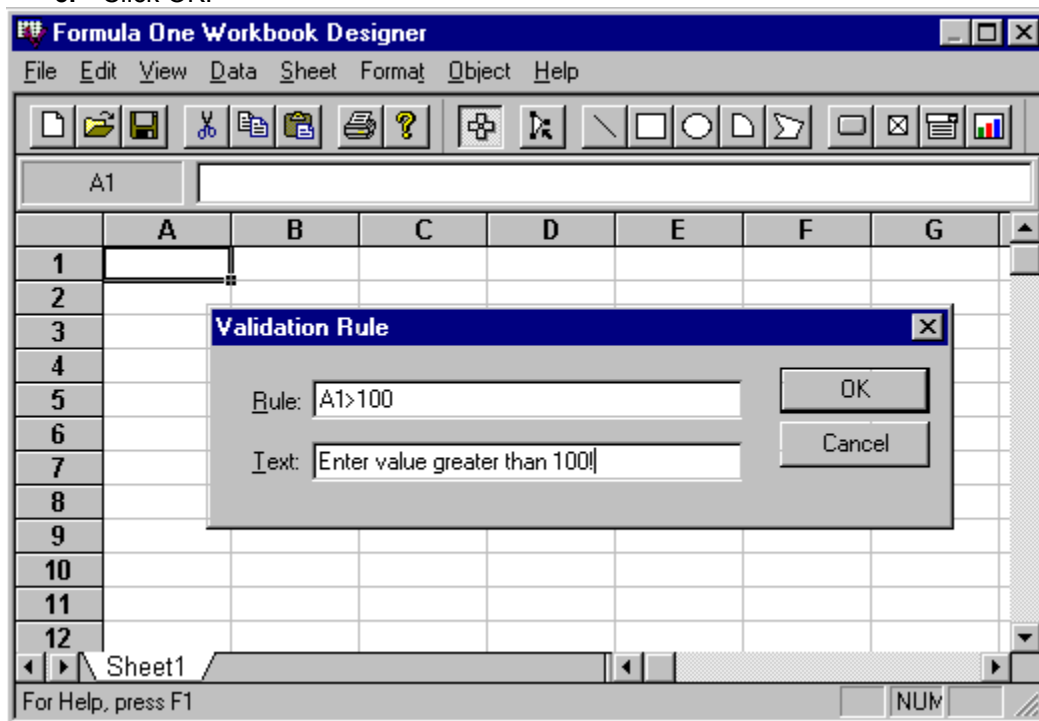 Click OK.
Formula One Workbook Designer
File Edit View Data Sheet Format Object Help
A1
A B C D E F G
1
2
3
4
5
6
7
8
9
10
11
12
Validation Rule
Rule: A1>100
OK
Text: Enter value greater than 100!
Cancel
Sheet1
For Help, press F1
NUM